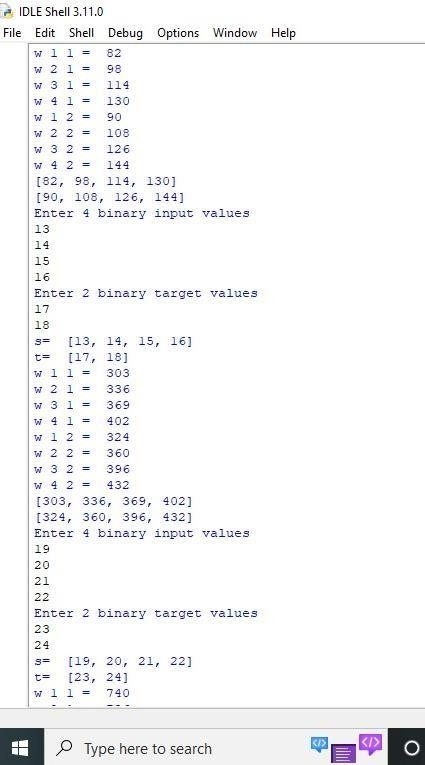 IDLE Shell 3.11.0
File Edit Shell Debug Options Window Help
w 1 1 = 82
w 2 1 = 98
w 3 1 = 114
w 4 1 = 130
w 1 2 = 90
w 2 2 = 108
w 3 2 = 126
w 4 2 = 144
[82, 98, 114, 130]
[90, 108, 126, 144]
Enter 4 binary input values
13
14
15
16
Enter 2 binary target values
17
18
s= [13, 14, 15, 16]
t= [17, 18]
w 1 1 = 303
w 2 1 = 336
w 3 1 = 369
w 4 1 = 402
w 1 2 = 324
w 2 2 = 360
w 3 2 = 396
w 4 2 = 432
[303, 336, 369, 402]
[324, 360, 396, 432]
Enter 4 binary input values
19
20
21
22
Enter 2 binary target values
23
24
s= [19, 20, 21, 22]
t= [23, 24]
w 1 1 = 740
Type here to search